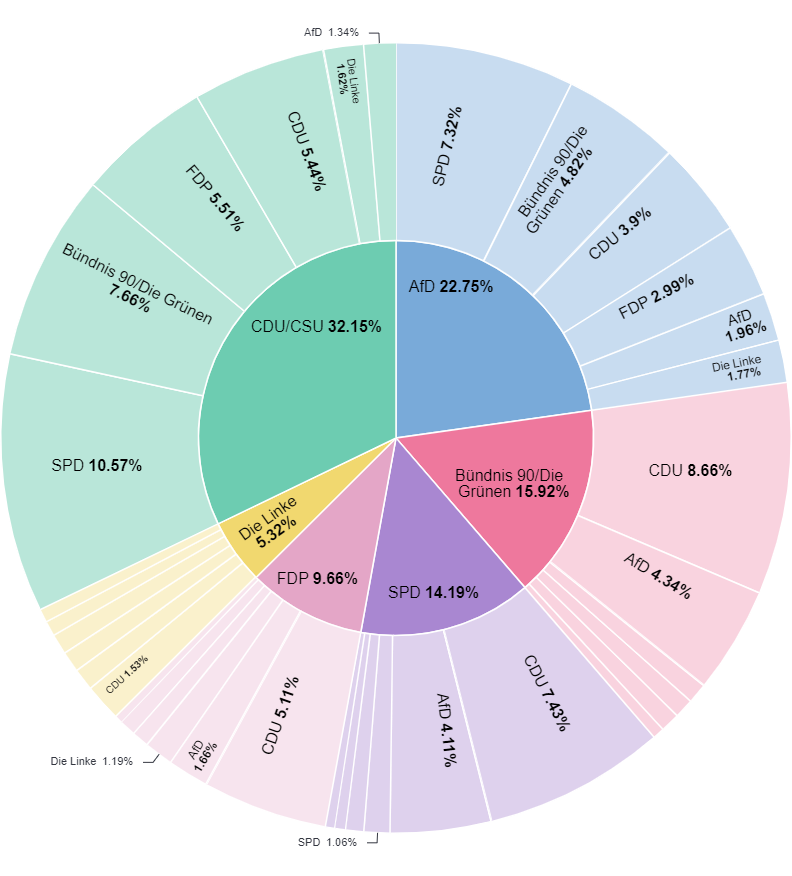 AfD 1.34%
Die Linke
1.62%
CDU 5.44%
FDP 5.51%
Bündnis 90/Die Grünen
7.66%
SPD 10.57%
SPD 7.32%
Bündnis 90/Die
Grünen 4.82%
CDU 3.9%
FDP 2.99%
AfD
1.96%
Die Linke
1.77%
CDU/CSU 32.15%
AfD 22.75%
Bündnis 90/Die
Grünen 15.92%
SPD 14.19%
FDP 9.66%
Die Linke
5.32%
CDU 8.66%
AfD 4.34%
CDU 7.43%
AfD 4.11%
SPD 1.06%
CDU 5.11%
AfD
1.66%
Die Linke 1.19%
CDU 1.53%